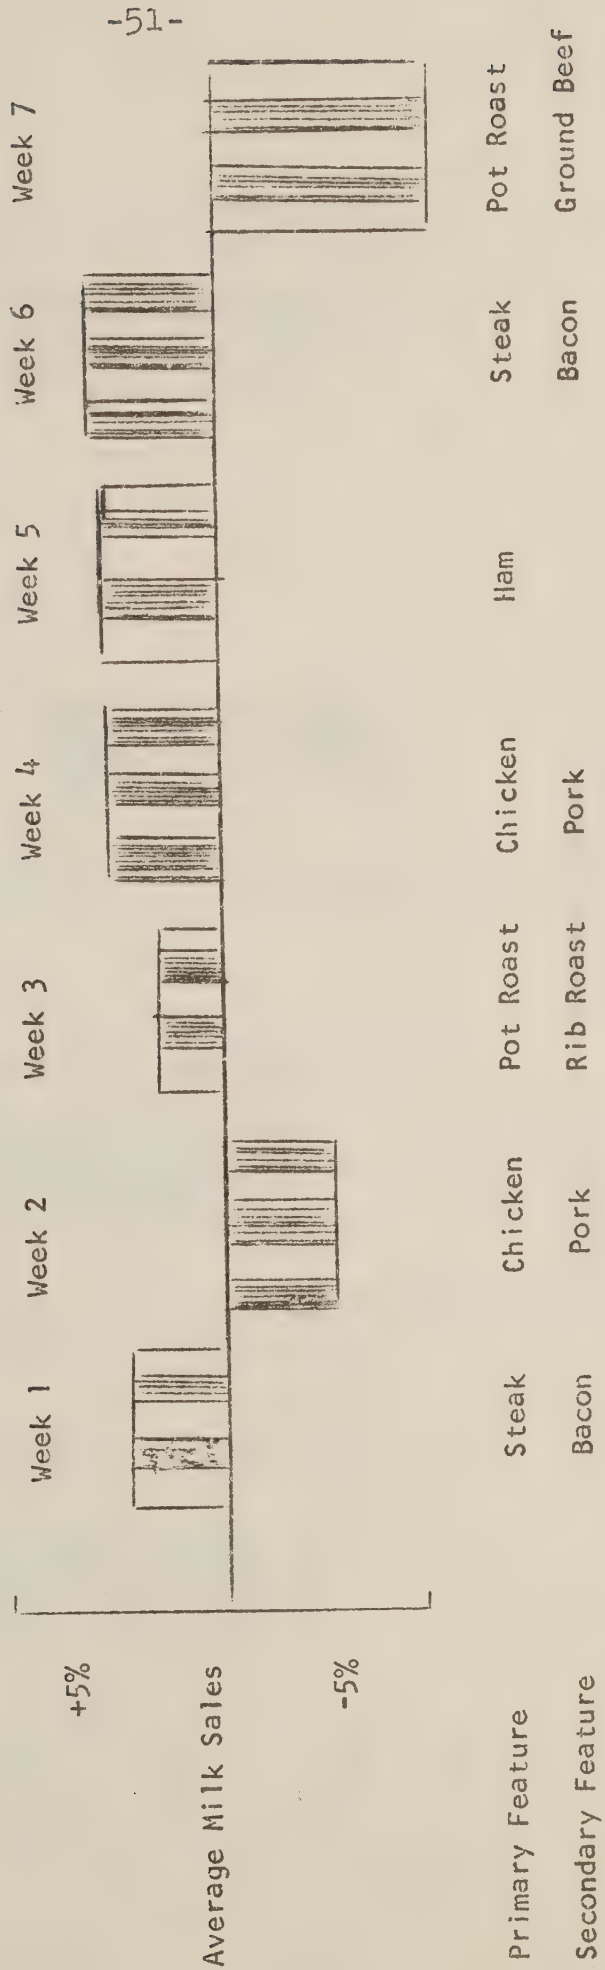 -51-
Week 1 Week 2 Week 3 Week 4 Week 5 Week 6 Week 7
+5%
Average Milk Sales
-5%
Primary Feature Steak Chicken Pot Roast Chicken Ham Steak Pot Roast
Secondary Feature Bacon Pork Rib Roast Pork Bacon Ground Beef